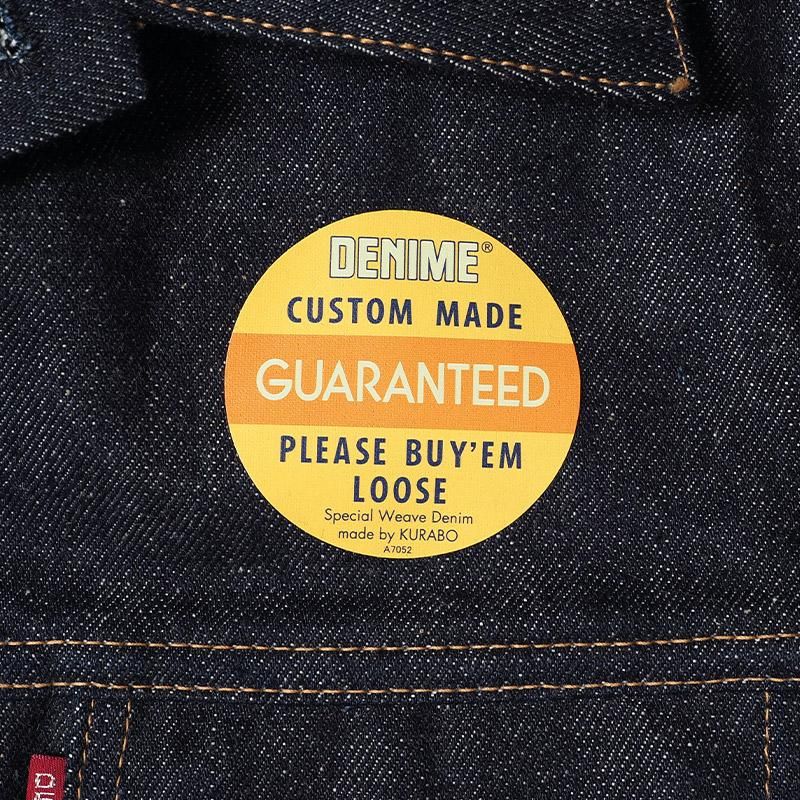 DENIME®
CUSTOM MADE
GUARANTEED
PLEASE BUY'EM
LOOSE
Special Weave Denim
made by KURABO
A7052